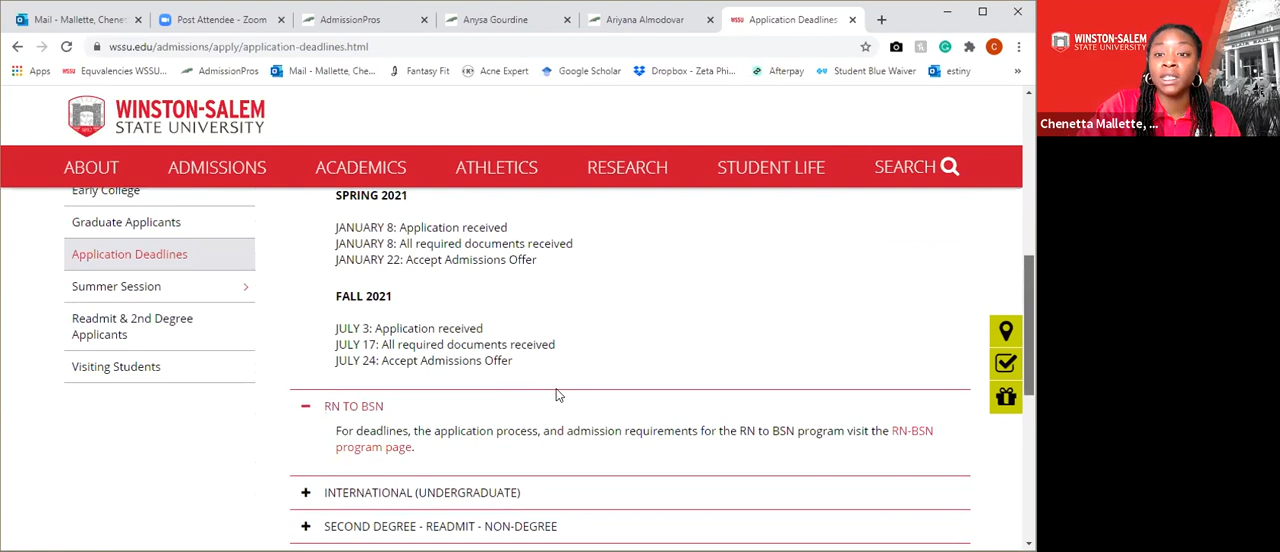 Mail - Mallette, Chenet
Post Attendee - Zoom
AdmissionPros
Anysa Gourdine
Ariyana Almodovar
WSSU
Application Deadlines
wssu.edu/admissions/apply/application-deadlines.html
Apps
WSSU
Equvalencies WSSU...
AdmissionPros
Mail - Mallette, Che...
Fantasy Fit
Acne Expert
Google Scholar
Dropbox - Zeta Phi...
Afterpay
Student Blue Waiver
estiny
WINSTON-SALEM
STATE UNIVERSITY
ABOUT
ADMISSIONS
ACADEMICS
ATHLETICS
RESEARCH
STUDENT LIFE
SEARCH
Early College
Graduate Applicants
Application Deadlines
Summer Session
Readmit & 2nd Degree
Applicants
Visiting Students
SPRING 2021
JANUARY 8: Application received
JANUARY 8: All required documents received
JANUARY 22: Accept Admissions Offer
FALL 2021
JULY 3: Application received
JULY 17: All required documents received
JULY 24: Accept Admissions Offer
RN TO BSN
For deadlines, the application process, and admission requirements for the RN to BSN program visit the RN-BSN
program page.
INTERNATIONAL (UNDERGRADUATE)
SECOND DEGREE - READMIT - NON-DEGREE
WINSTON-SALEM
STATE UNIVERSITY
Chenetta Mallette, ...